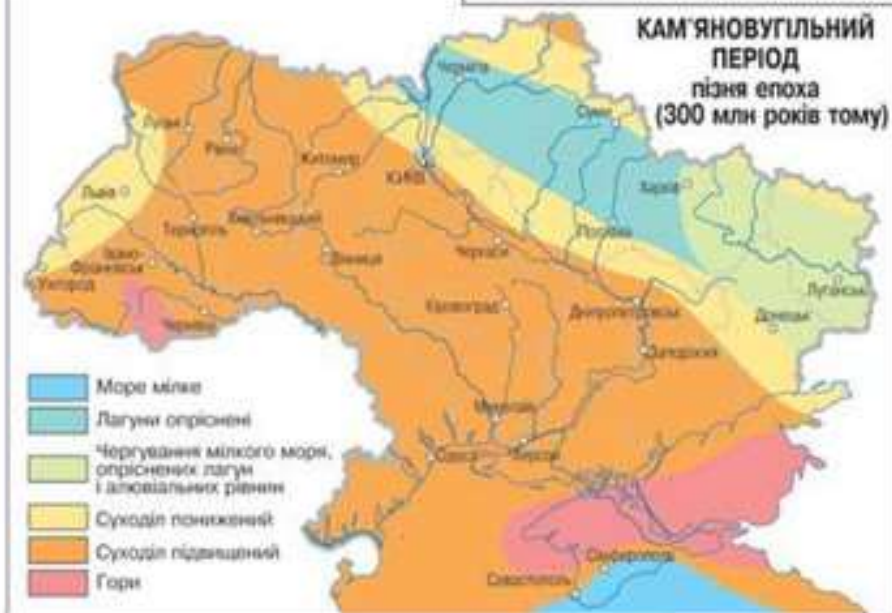 КАМ'ЯНОВУГІЛЬНИЙ
ПЕРІОД
пізня епоха
(300 млн років тому)
Чернігів
Суми
Луцьк
Рівне
Житомир
КИЇВ
Харків
Львів
Тернопіль
Хмельницький
Полтава
Івано-
Франківськ
Вінниця
Черкаси
Ужгород
Луганськ
Чернівці
Кіровоград
Дніпропетровськ
Донецьк
Запоріжжя
Миколаїв
Одеса
Херсон
Сімферополь
Севастополь
Море мілке
Лагуни опріснені
Чергування мілкого моря,
опріснених лагун
і алювіальних рівнин
Суходіл понижений
Суходіл підвищений
Гори